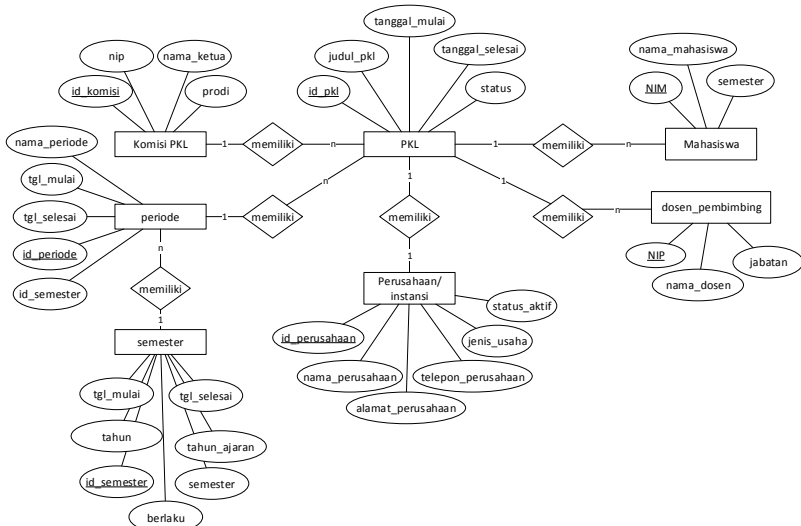 tanggal_mulai
nip
nama_ketua
judul_pkl
tanggal_selesai
nama_mahasiswa
id_komisi
prodi
id_pkl
status
NIM
semester
Komisi PKL
1
memiliki
n
PKL
1
memiliki
n
Mahasiswa
nama_periode
tgl_mulai
tgl_selesai
id_periode
id_semester
periode
1
memiliki
n
1
memiliki
1
1
memiliki
n
dosen_pembimbing
NIP
nama_dosen
jabatan
n
memiliki
1
Perusahaan/
instansi
status_aktif
id_perusahaan
jenis_usaha
nama_perusahaan
telepon_perusahaan
alamat_perusahaan
semester
tgl_mulai
tgl_selesai
tahun
tahun_ajaran
id_semester
semester
berlaku